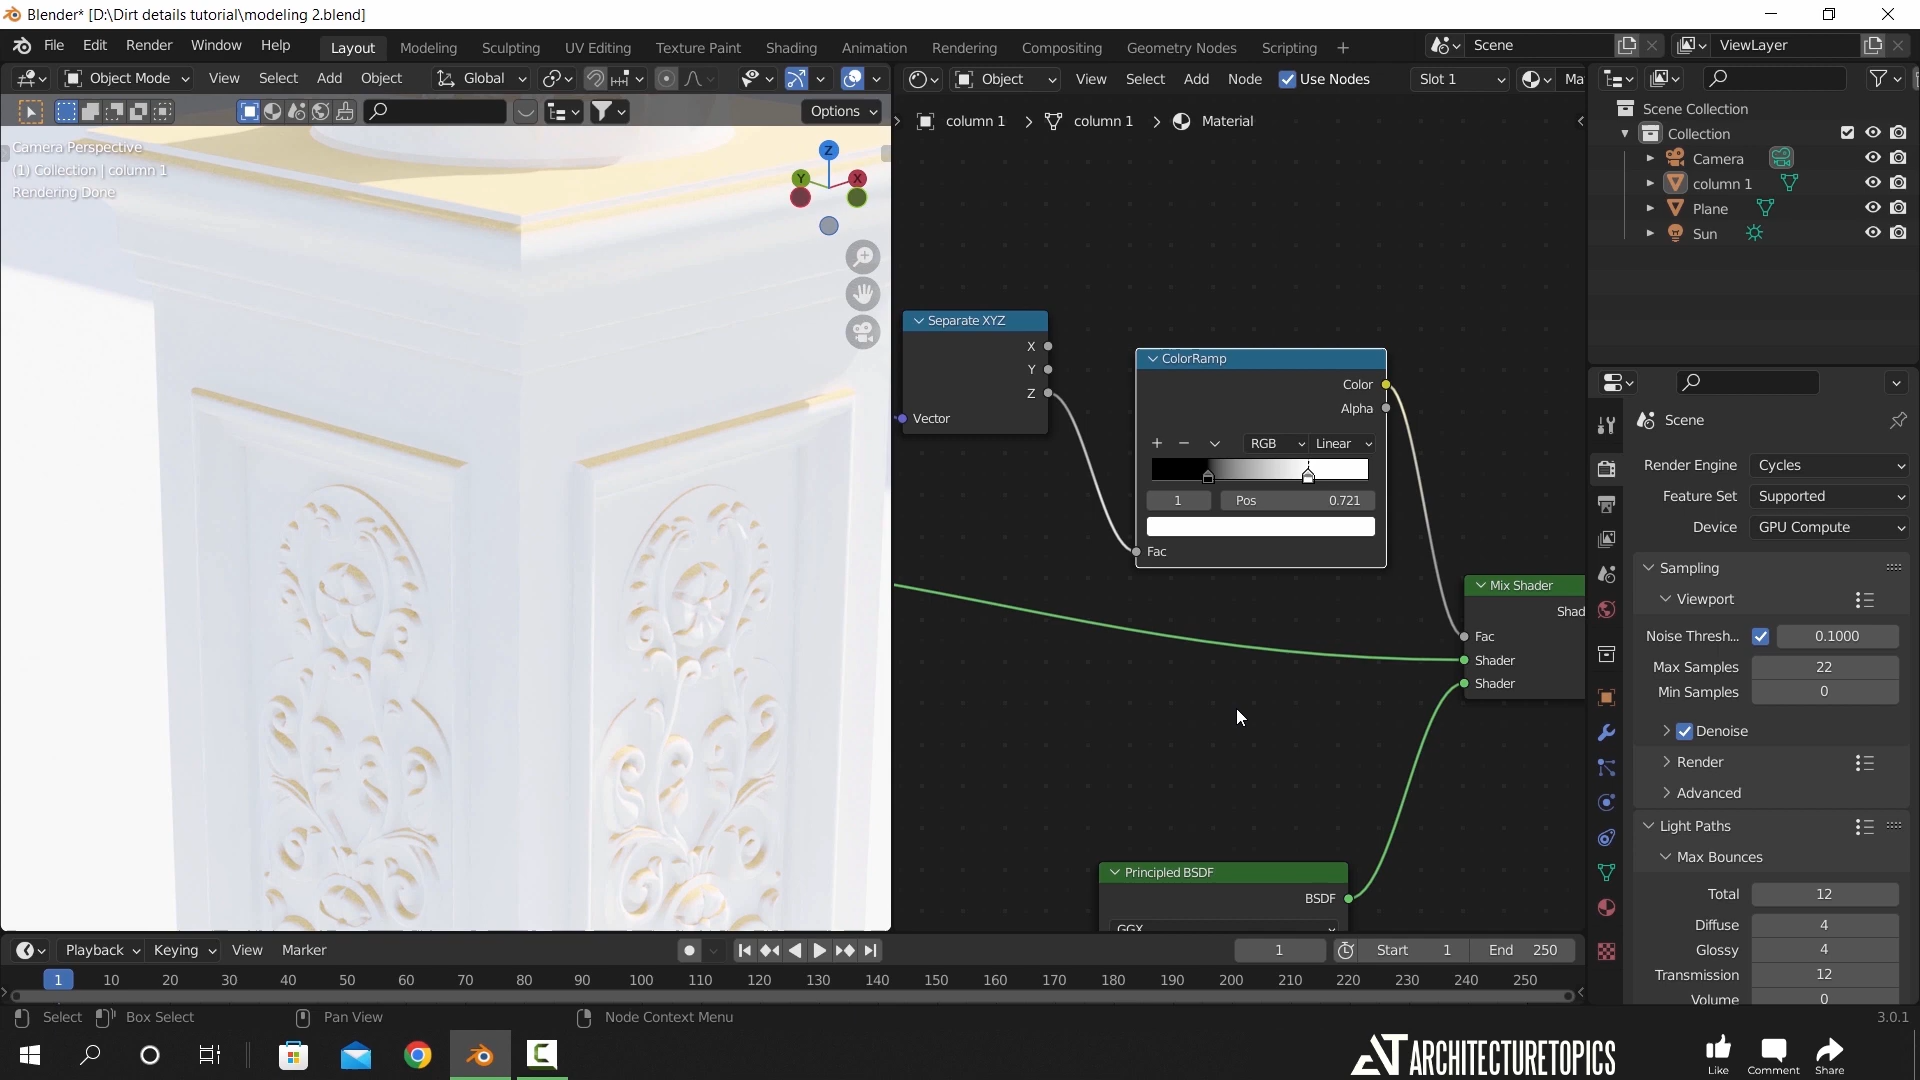 Blender* [D:\Dirt details tutorial\modeling 2.blend]
File Edit Render Window Help Layout Modeling Sculpting UV Editing Texture Paint Shading Animation Rendering Compositing Geometry Nodes Scripting + Scene ViewLayer
Object Mode View Select Add Object Global Object View Select Add Node Use Nodes Slot 1 Ma
Options
column 1 > column 1 > Material
Camera Perspective
(1) Collection | column 1
Rendering Done
Z
Y
X
Separate XYZ
X
Y
Z
Vector
ColorRamp
Color
Alpha
RGB Linear
1 Pos 0.721
Fac
Mix Shader
Shad
Fac
Shader
Shader
Principled BSDF
BSDF
GGX
Scene Collection
Collection
Camera
column 1
Plane
Sun
Scene
Render Engine Cycles
Feature Set Supported
Device GPU Compute
Sampling
Viewport
Noise Thresh... 0.1000
Max Samples 22
Min Samples 0
Denoise
Render
Advanced
Light Paths
Max Bounces
Total 12
Diffuse 4
Glossy 4
Transmission 12
Volume 0
Playback Keying View Marker 1 Start 1 End 250
1 10 20 30 40 50 60 70 80 90 100 110 120 130 140 150 160 170 180 190 200 210 220 230 240 250
Select Box Select Pan View Node Context Menu 3.0.1
ARCHITECTURETOPICS
Like Comment Share